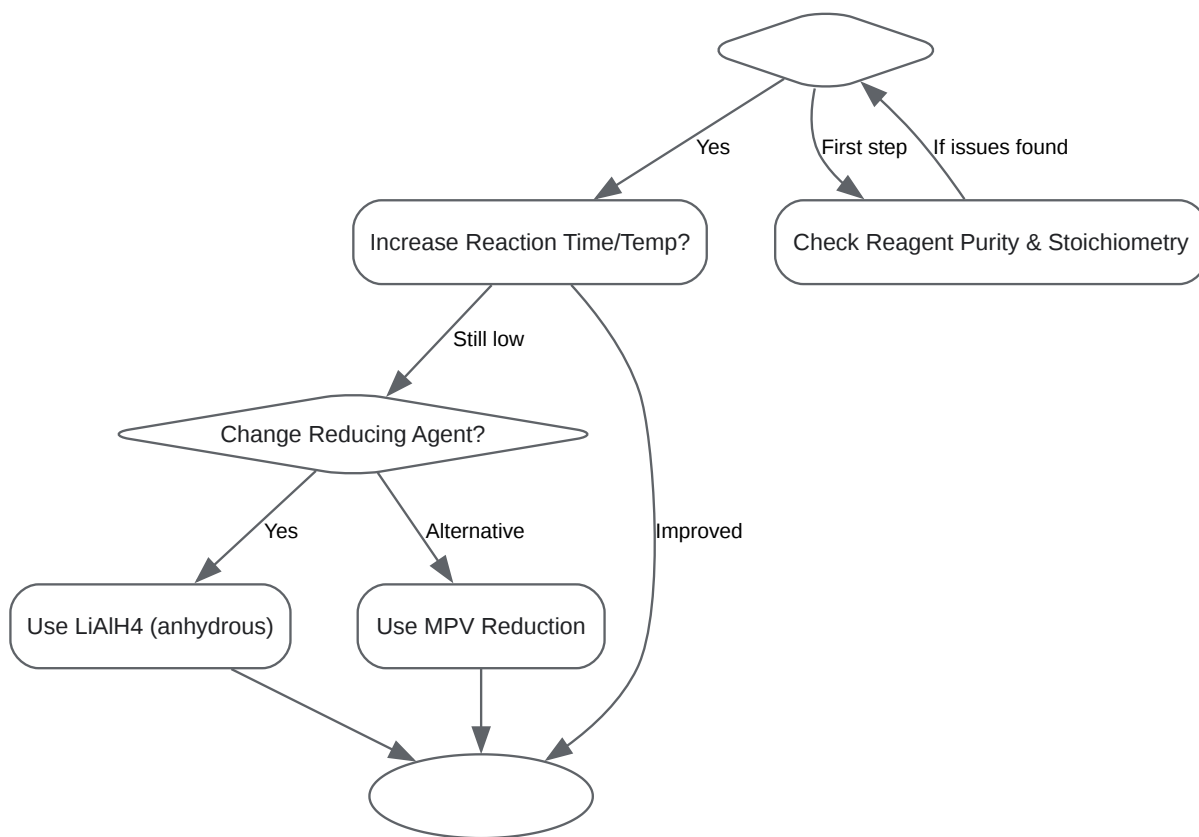 Yes
First step
If issues found
Increase Reaction Time/Temp?
Check Reagent Purity & Stoichiometry
Still low
Change Reducing Agent?
Yes
Alternative
Improved
Use LiAlH4 (anhydrous)
Use MPV Reduction